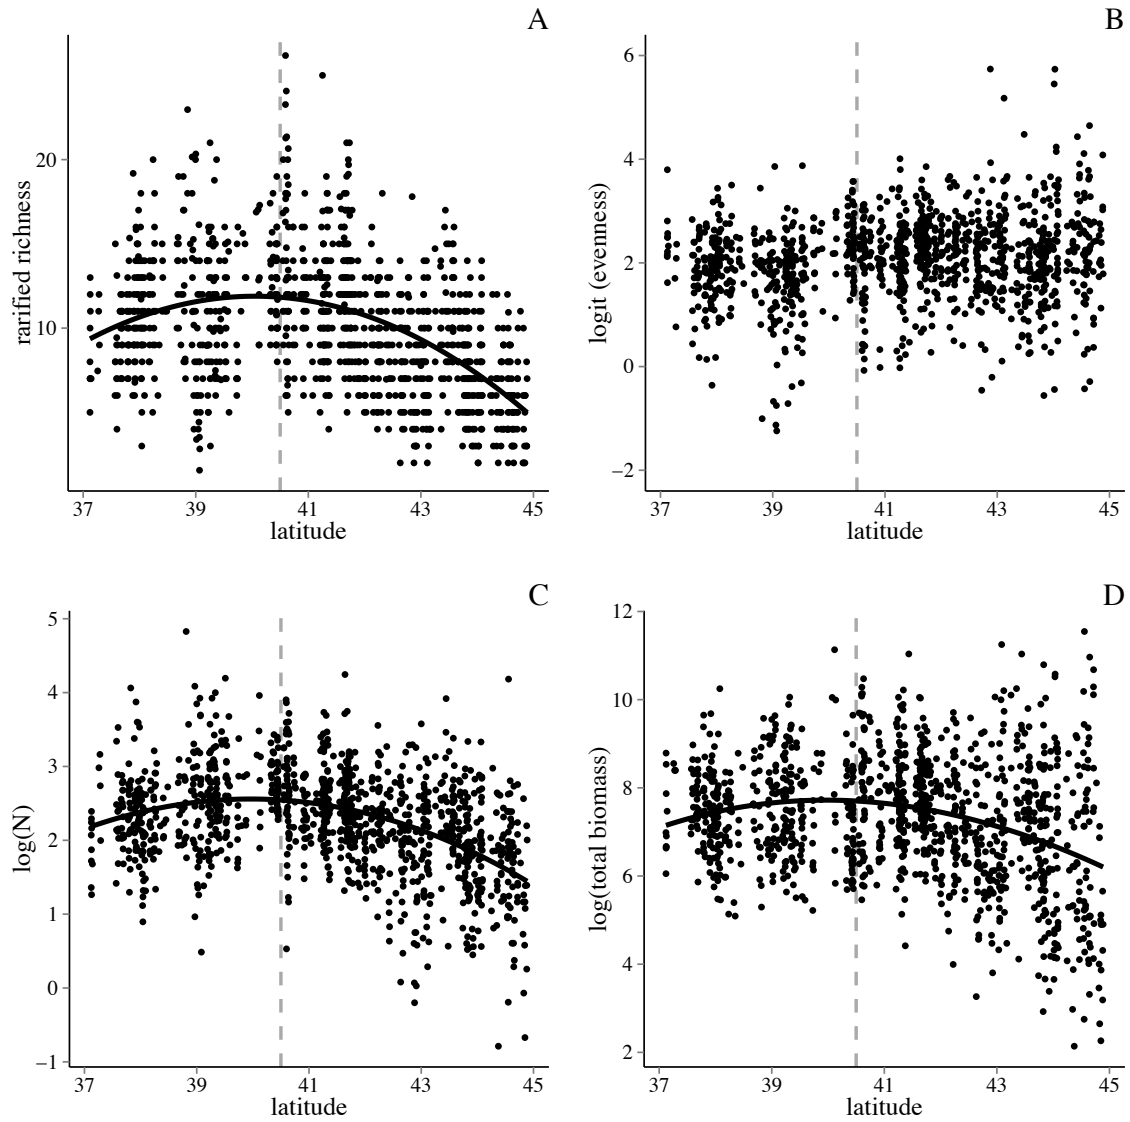 A
rarified richness
20
10
37 39 41 43 45
latitude
B
logit (evenness)
6
4
2
0
−2
37 39 41 43 45
latitude
C
log(N)
5
4
3
2
1
0
−1
37 39 41 43 45
latitude
D
log(total biomass)
12
10
8
6
4
2
37 39 41 43 45
latitude